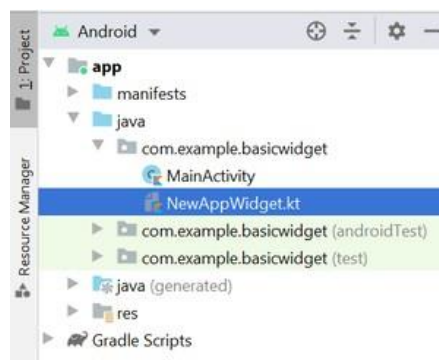 1: Project
Resource Manager
Android
app
manifests
java
com.example.basicwidget
MainActivity
NewAppWidget.kt
com.example.basicwidget (androidTest)
com.example.basicwidget (test)
java (generated)
res
Gradle Scripts